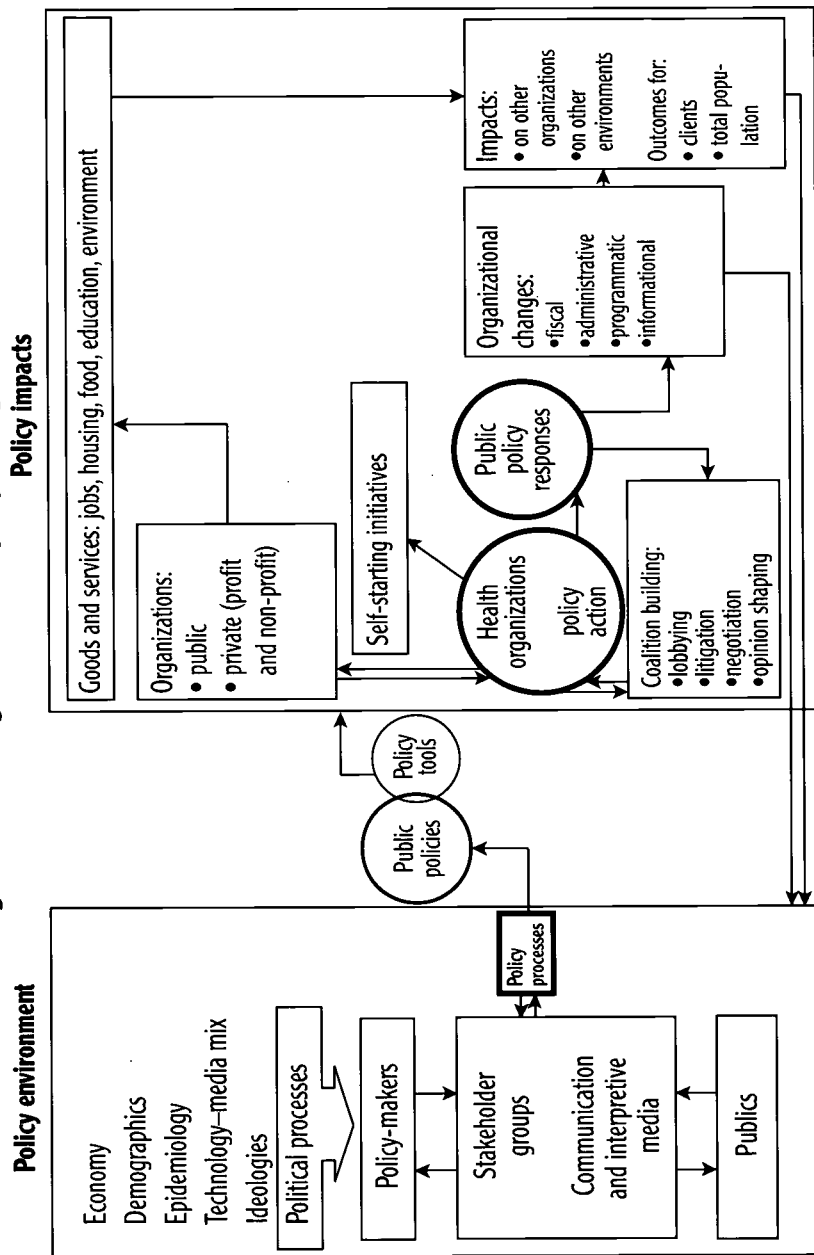 Policy environment
Economy
Demographics
Epidemiology
Technology–media mix
Ideologies
Political processes
Policy-makers
Stakeholder
groups
Communication
and interpretive
media
Publics
Policy
processes
Public
policies
Policy
tools
Policy impacts
Goods and services: jobs, housing, food, education, environment
Organizations:
• public
• private (profit
and non-profit)
Self-starting initiatives
Health
organizations
policy
action
Public
policy
responses
Coalition building:
•lobbying
•litigation
•negotiation
•opinion shaping
Organizational
changes:
•fiscal
•administrative
•programmatic
•informational
Impacts:
• on other
organizations
•on other
environments
Outcomes for:
• clients
• total popu-
lation